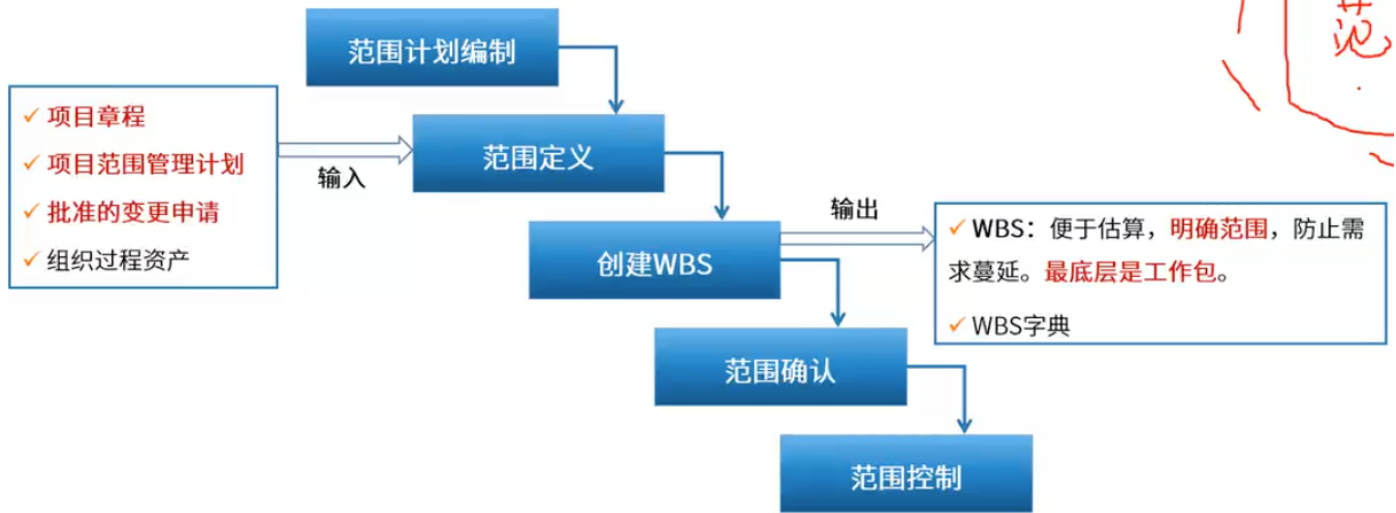 范围计划编制
✓ 项目章程
✓ 项目范围管理计划
✓ 批准的变更申请
✓ 组织过程资产
输入
范围定义
创建WBS
输出
✓ WBS：便于估算，明确范围，防止需
求蔓延。最底层是工作包。
✓ WBS字典
范围确认
范围控制
范